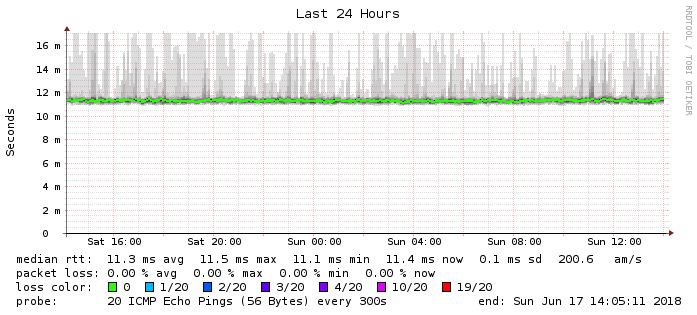 Last 24 Hours
RRDTOOL / TOBI OETIKER
Seconds
16 m
14 m
12 m
10 m
8 m
6 m
4 m
2 m
0
Sat 16:00 Sat 20:00 Sun 00:00 Sun 04:00 Sun 08:00 Sun 12:00
median rtt: 11.3 ms avg 11.5 ms max 11.1 ms min 11.4 ms now 0.1 ms sd 200.6 am/s
packet loss: 0.00 % avg 0.00 % max 0.00 % min 0.00 % now
loss color: 0 1/20 2/20 3/20 4/20 10/20 19/20
probe: 20 ICMP Echo Pings (56 Bytes) every 300s end: Sun Jun 17 14:05:11 2018